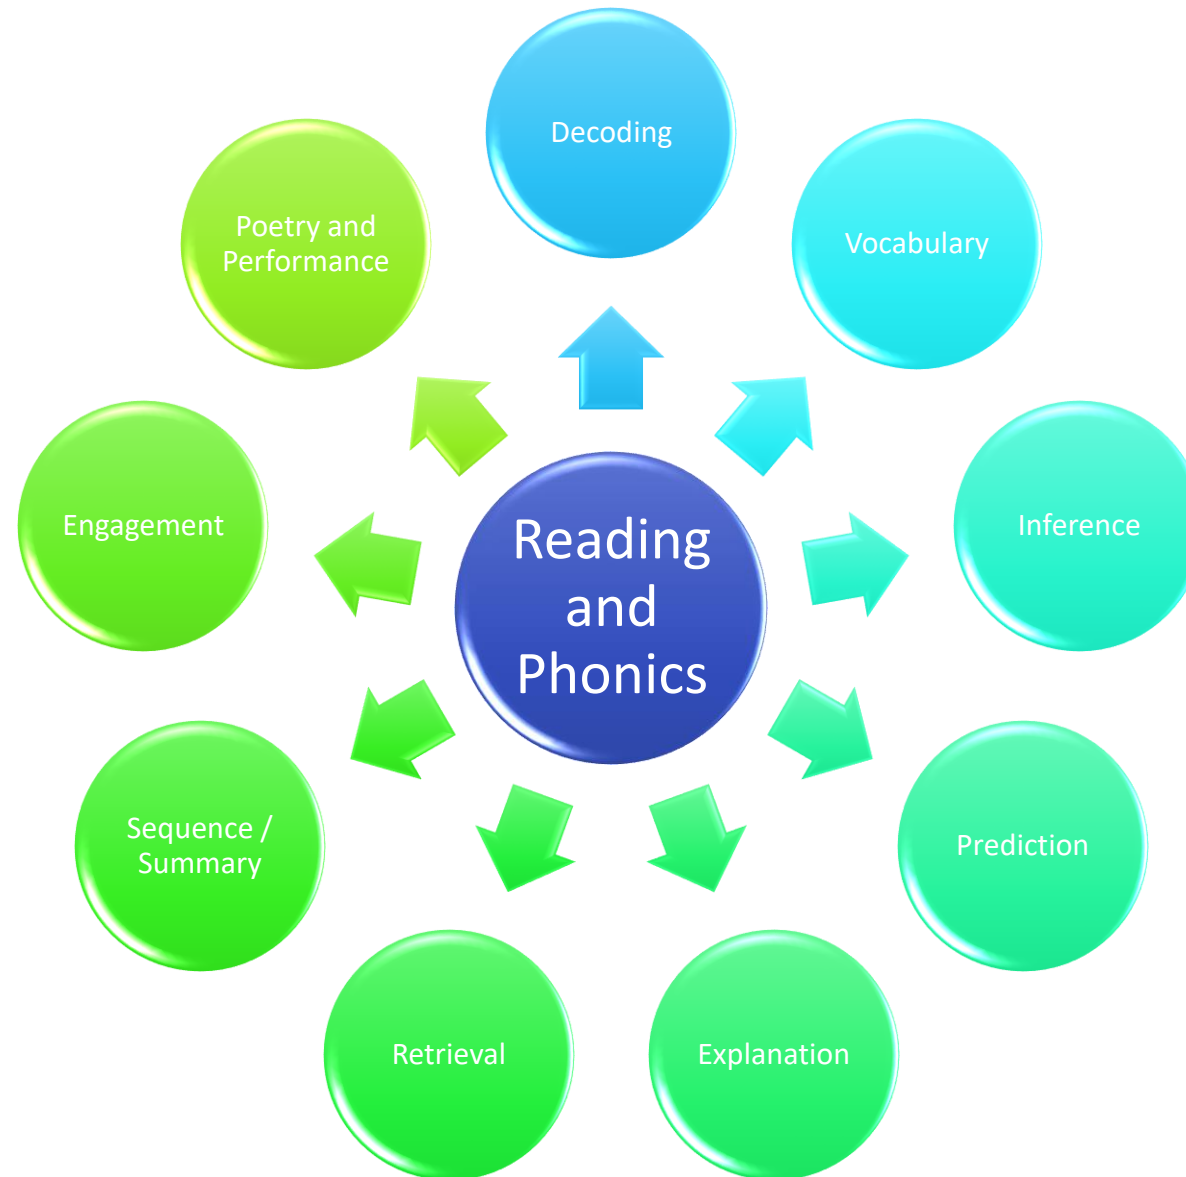 Decoding
Vocabulary
Inference
Prediction
Explanation
Retrieval
Sequence /
Summary
Engagement
Poetry and
Performance
Reading
and
Phonics